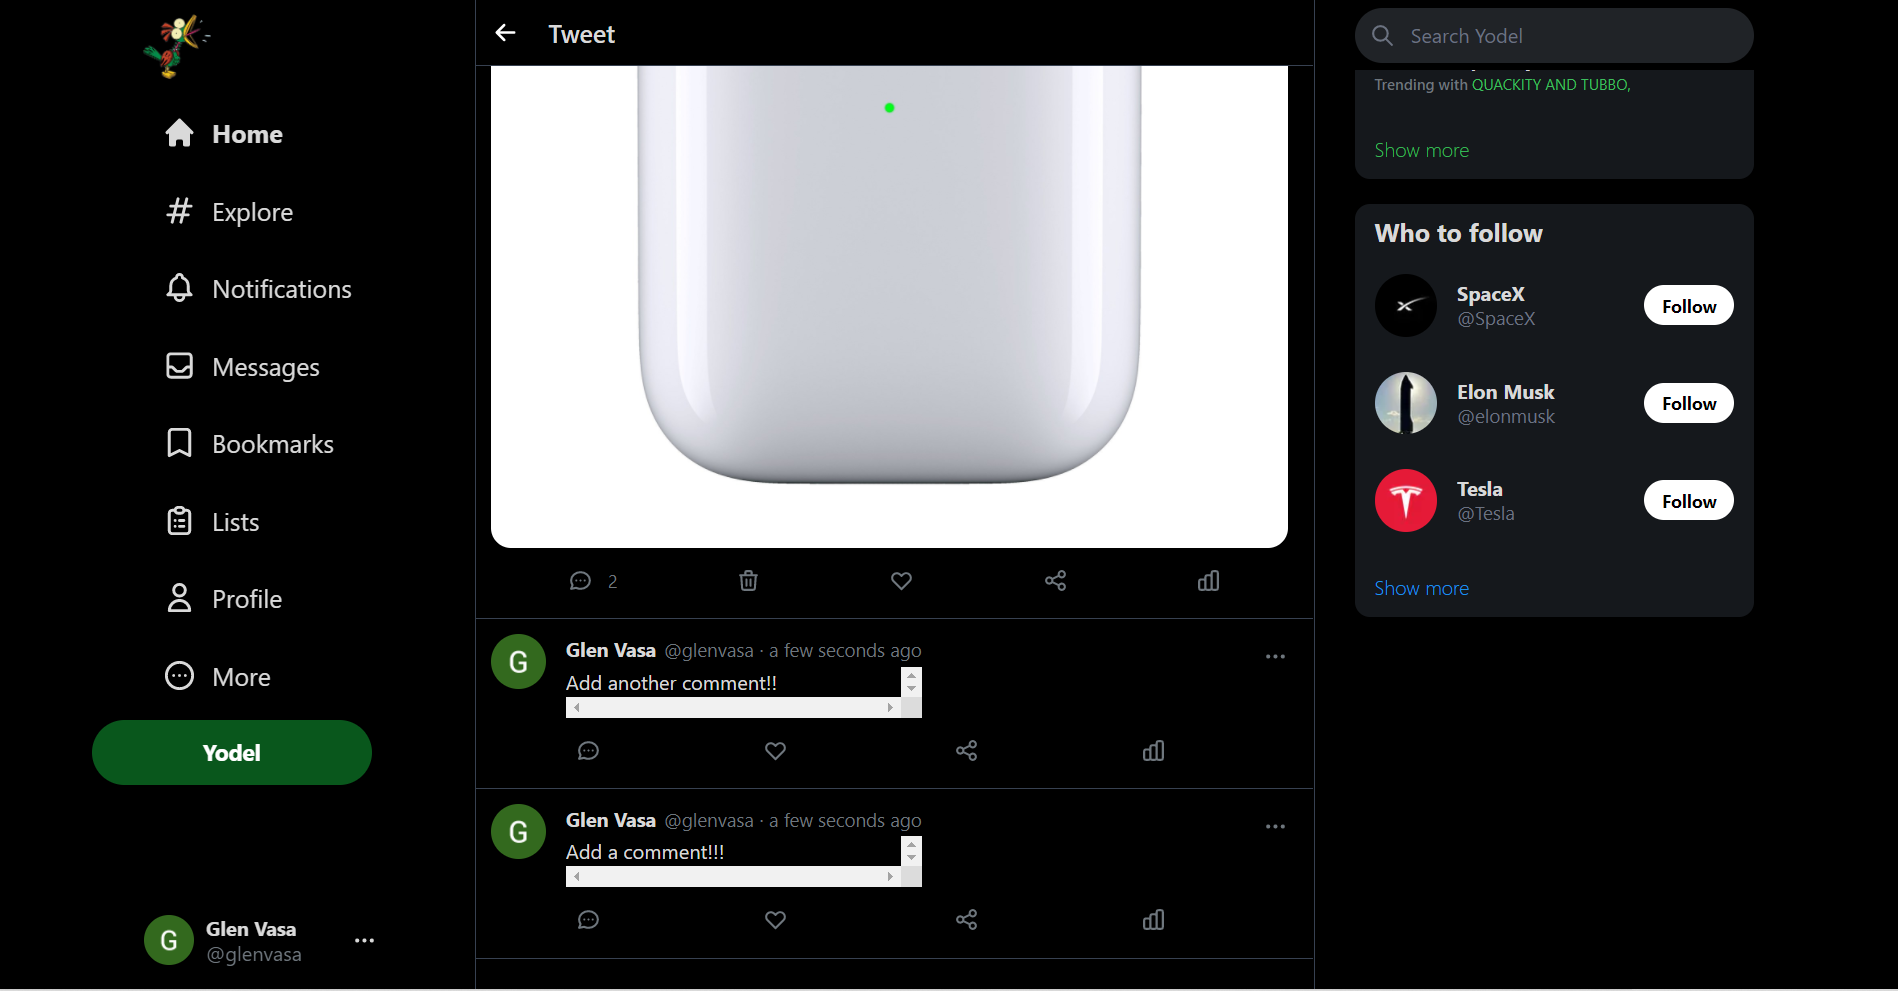 Home
Explore
Notifications
Messages
Bookmarks
Lists
Profile
More
Yodel
G
Glen Vasa
@glenvasa
Tweet
2
G
Glen Vasa @glenvasa · a few seconds ago
Add another comment!!
G
Glen Vasa @glenvasa · a few seconds ago
Add a comment!!!
Search Yodel
Trending with QUACKITY AND TUBBO,
Show more
Who to follow
SpaceX
@SpaceX
Follow
Elon Musk
@elonmusk
Follow
Tesla
@Tesla
Follow
Show more